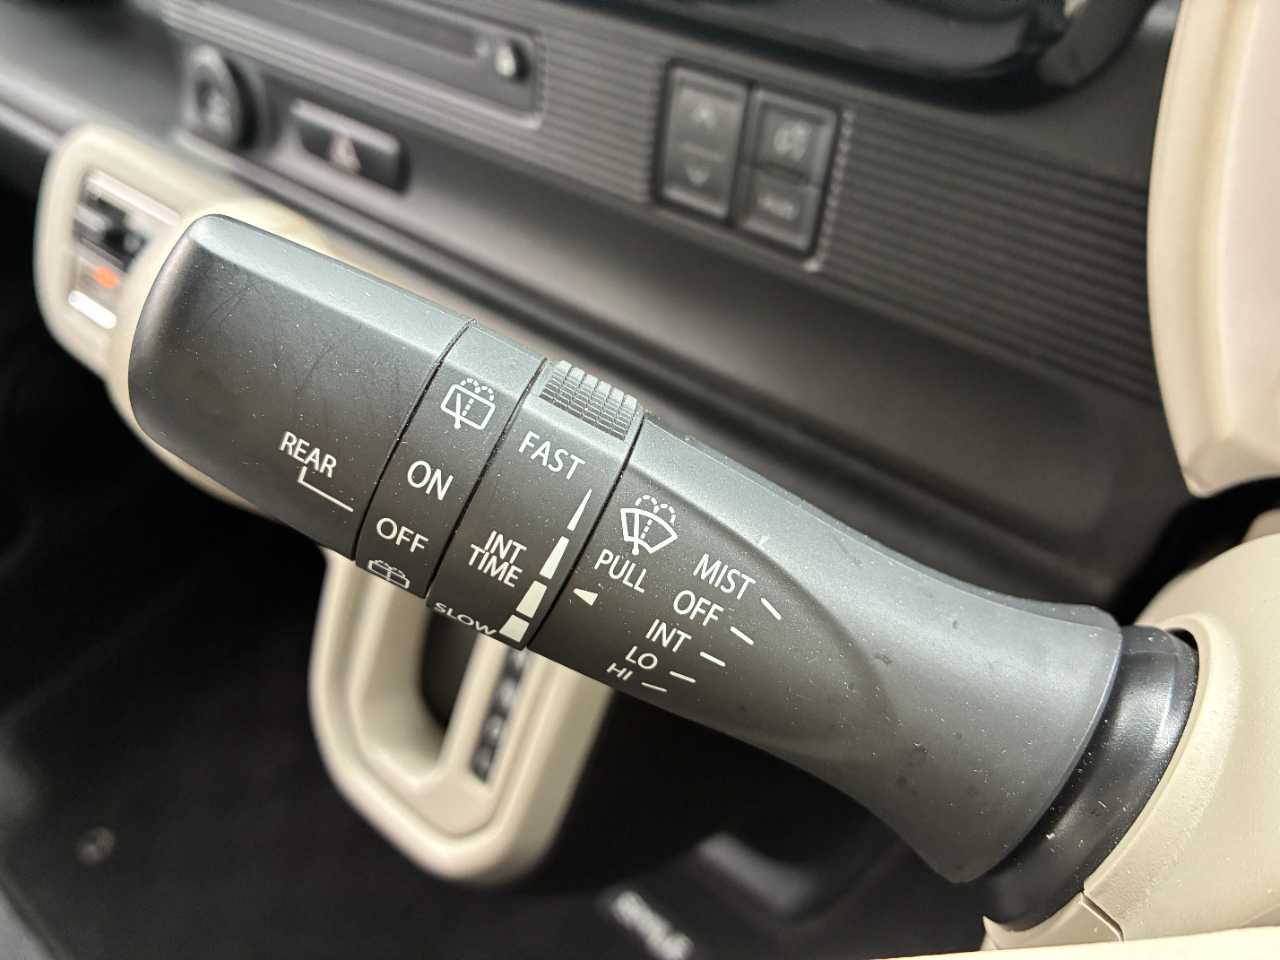 REAR
ON
OFF
FAST
INT
TIME
SLOW
PULL
MIST
OFF
INT
LO
HI